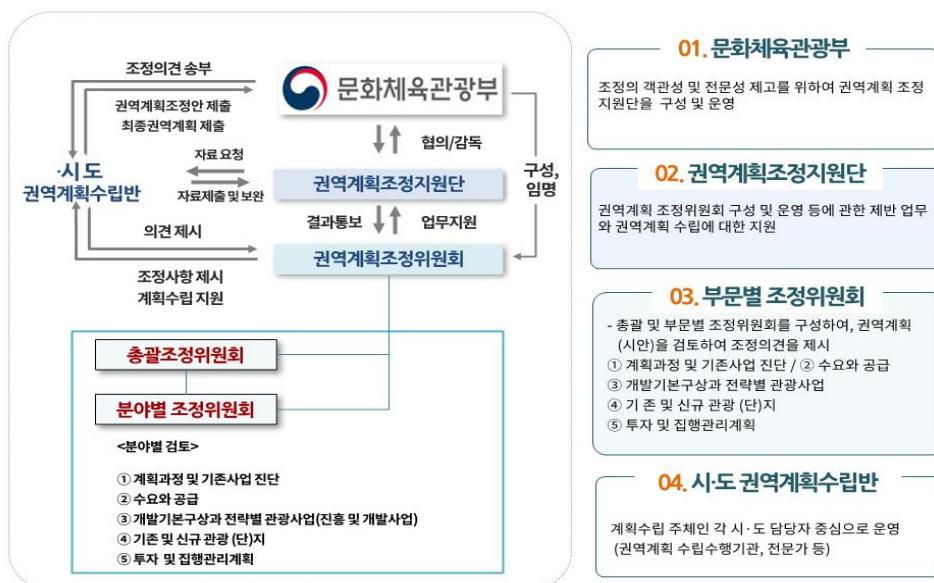 조정의견 송부
문화체육관광부
권역계획조정안 제출
최종권역계획 제출
협의/감독
자료 요청
·시 도
권역계획수립반
자료제출 및 보완
권역계획조정지원단
구성,
임명
의견 제시
결과통보
업무지원
권역계획조정위원회
조정사항 제시
계획수립 지원
총괄조정위원회
분야별 조정위원회
<분야별 검토>
① 계획과정 및 기존사업 진단
② 수요와 공급
③ 개발기본구상과 전략별 관광사업(진흥 및 개발사업)
④ 기존 및 신규 관광 (단)지
⑤ 투자 및 집행관리계획
01. 문화체육관광부
조정의 객관성 및 전문성 제고를 위하여 권역계획 조정
지원단을 구성 및 운영
02. 권역계획조정지원단
권역계획 조정위원회 구성 및 운영 등에 관한 제반 업무
와 권역계획 수립에 대한 지원
03. 부문별 조정위원회
- 총괄 및 부문별 조정위원회를 구성하여, 권역계획
(시안)을 검토하여 조정의견을 제시
① 계획과정 및 기존사업 진단 / ② 수요와 공급
③ 개발기본구상과 전략별 관광사업
④ 기 존 및 신규 관광 (단)지
⑤ 투자 및 집행관리계획
04. 시·도 권역계획수립반
계획수립 주체인 각 시·도 담당자 중심으로 운영
(권역계획 수립수행기관, 전문가 등)